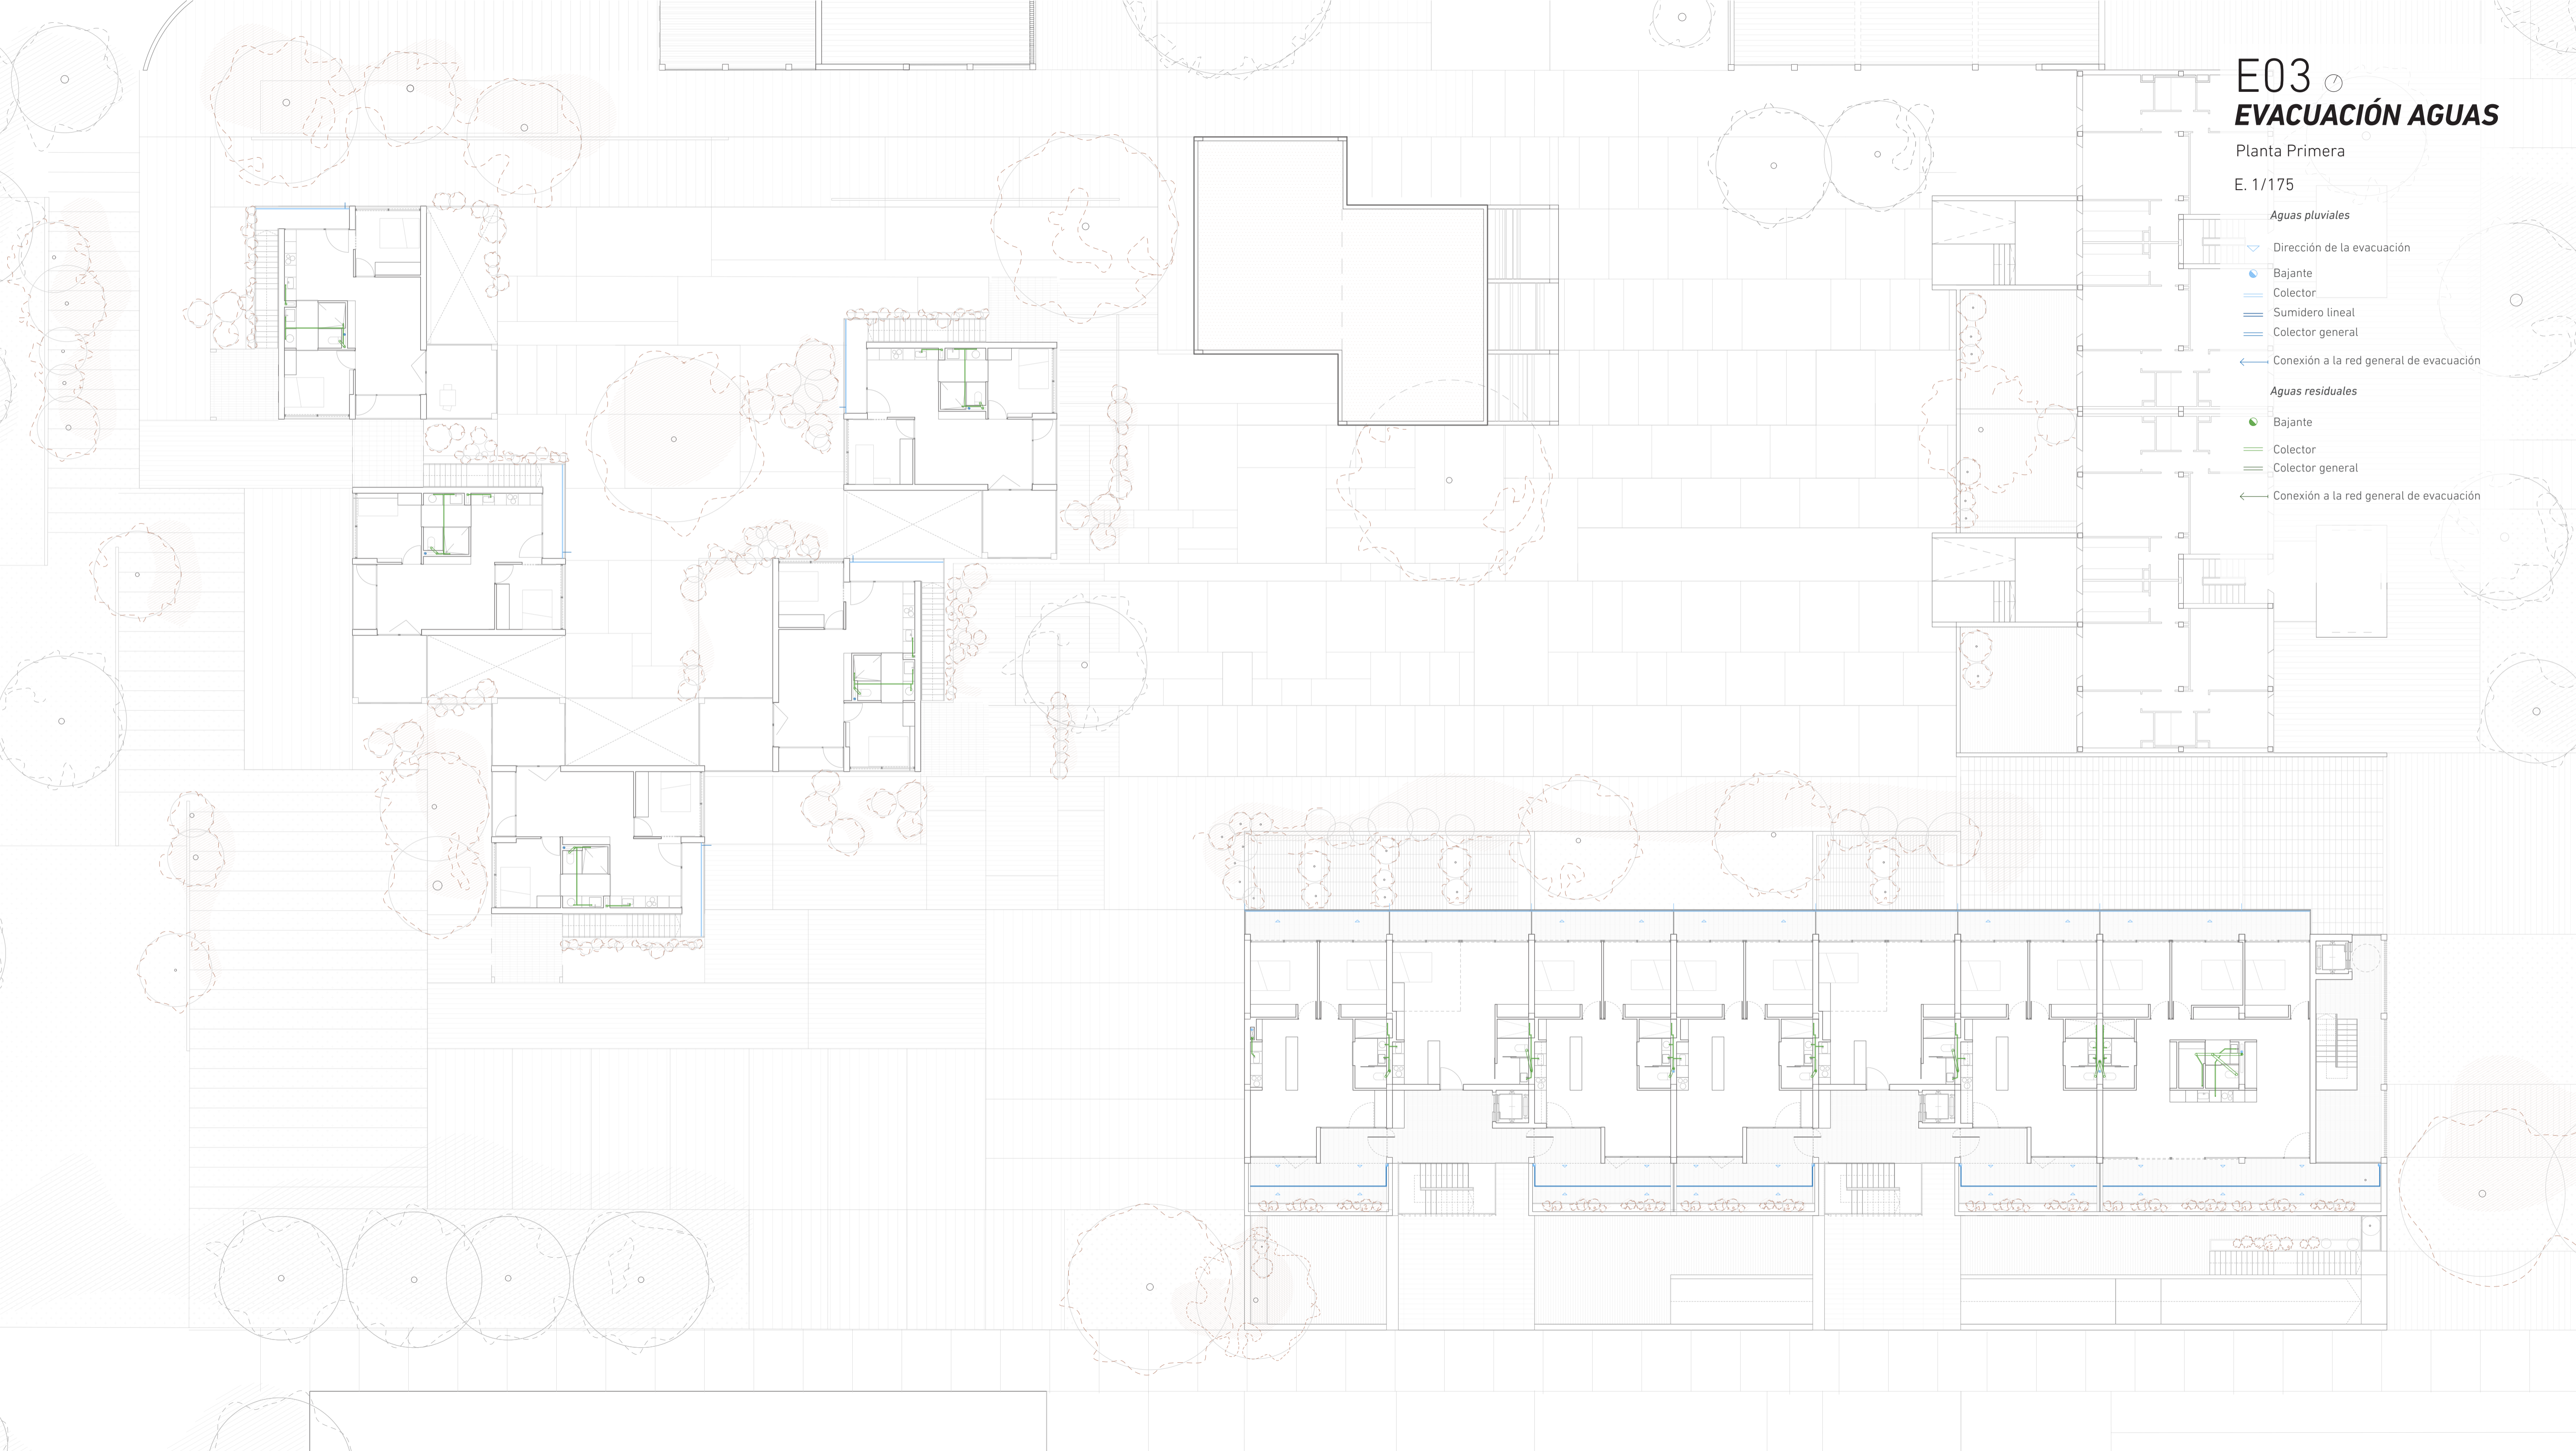 E03
EVACUACIÓN AGUAS
Planta Primera
E. 1/175
Aguas pluviales
Dirección de la evacuación
Bajante
Colector
Sumidero lineal
Colector general
Conexión a la red general de evacuación
Aguas residuales
Bajante
Colector
Colector general
Conexión a la red general de evacuación